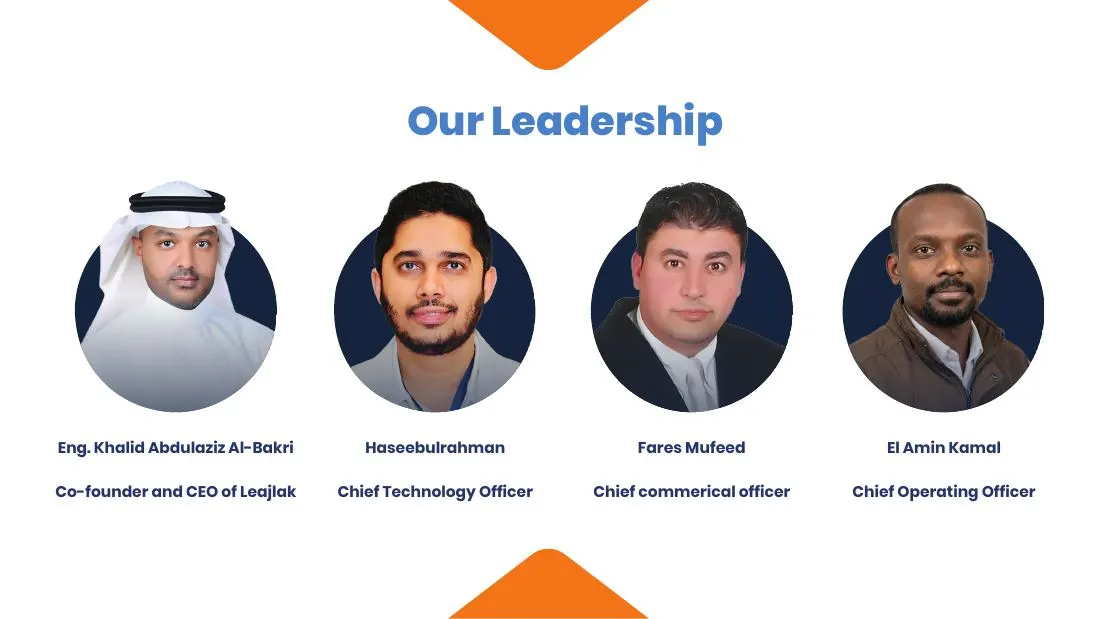 Our Leadership
Eng. Khalid Abdulaziz Al-Bakri
Co-founder and CEO of Leajlak
Haseebulrahman
Chief Technology Officer
Fares Mufeed
Chief commerical officer
El Amin Kamal
Chief Operating Officer